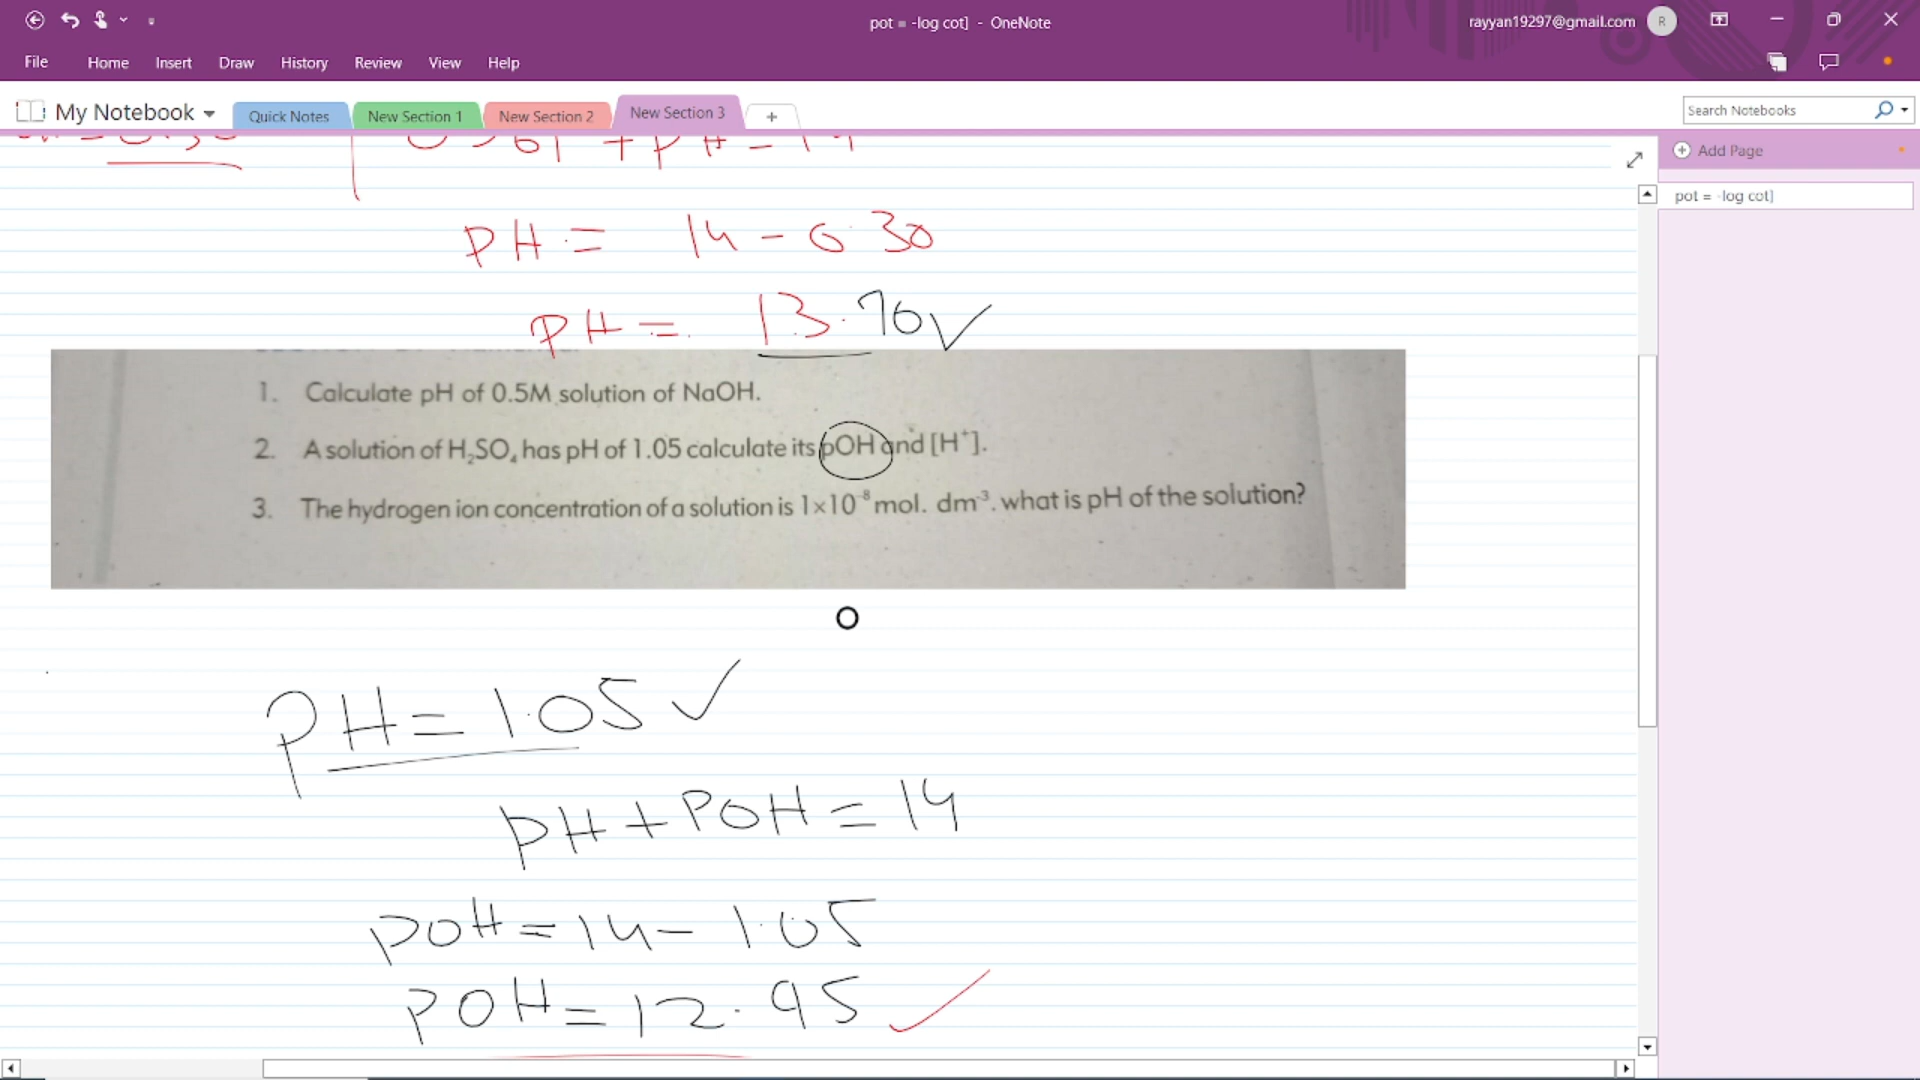 pot = -log cot] - OneNote
rayyan19297@gmail.com R
File Home Insert Draw History Review View Help
My Notebook Quick Notes New Section 1 New Section 2 New Section 3 +
Search Notebooks
Add Page
pot = -log cot]
+ pH = 14
PH = 14 - 0.30
PH = 13.70 ✓
1. Calculate pH of 0.5M solution of NaOH.
2. A solution of H₂SO₄ has pH of 1.05 calculate its pOH and [H⁺].
3. The hydrogen ion concentration of a solution is 1×10⁻⁸ mol. dm⁻³. what is pH of the solution?
PH = 1.05 ✓
PH + POH = 14
POH = 14 - 1.05
POH = 12.95 ✓